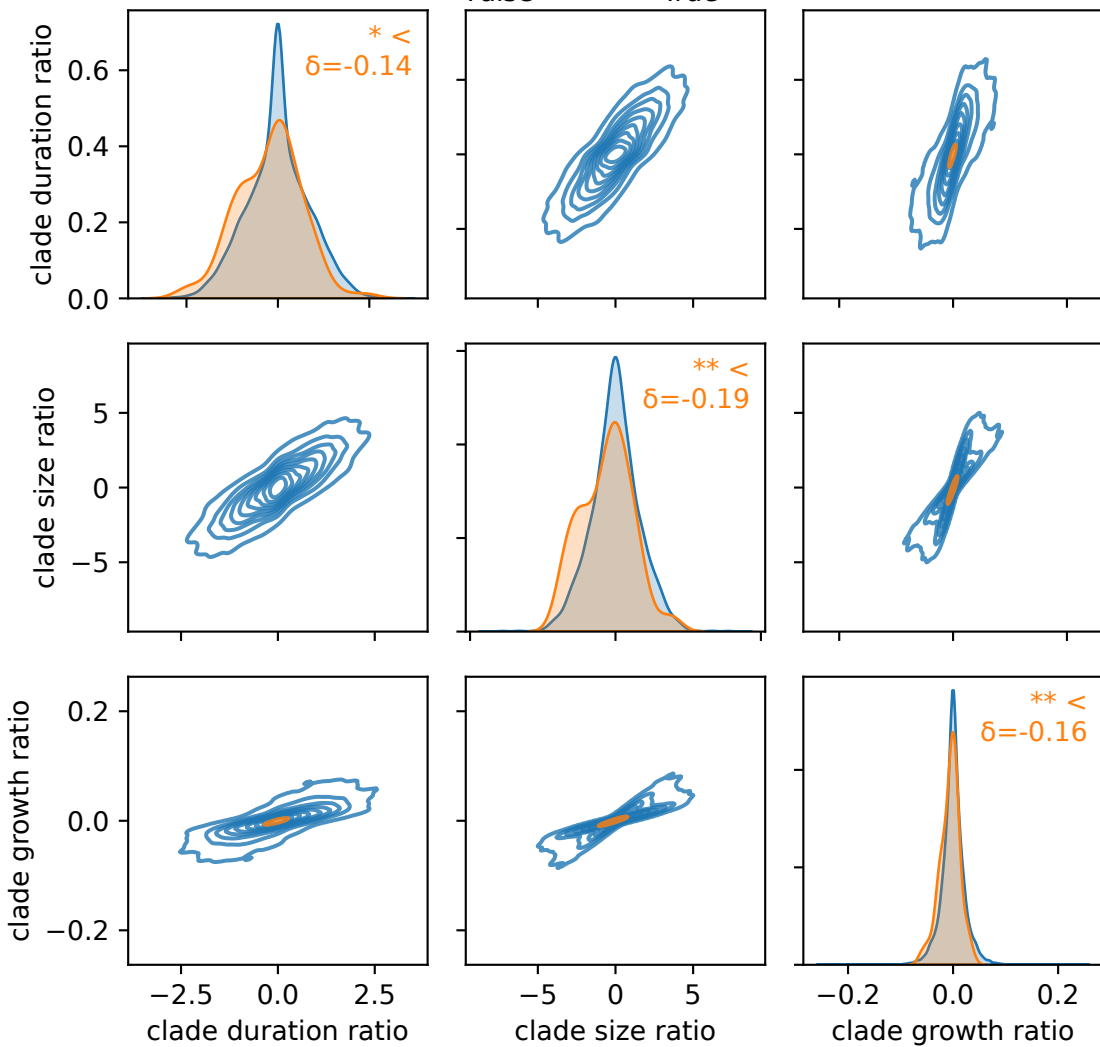 clade duration ratio
0.6
0.4
0.2
0.0
* <
δ=-0.14
clade size ratio
5
0
−5
** <
δ=-0.19
clade growth ratio
0.2
0.0
−0.2
** <
δ=-0.16
−2.5 0.0 2.5
clade duration ratio
−5 0 5
clade size ratio
−0.2 0.0 0.2
clade growth ratio